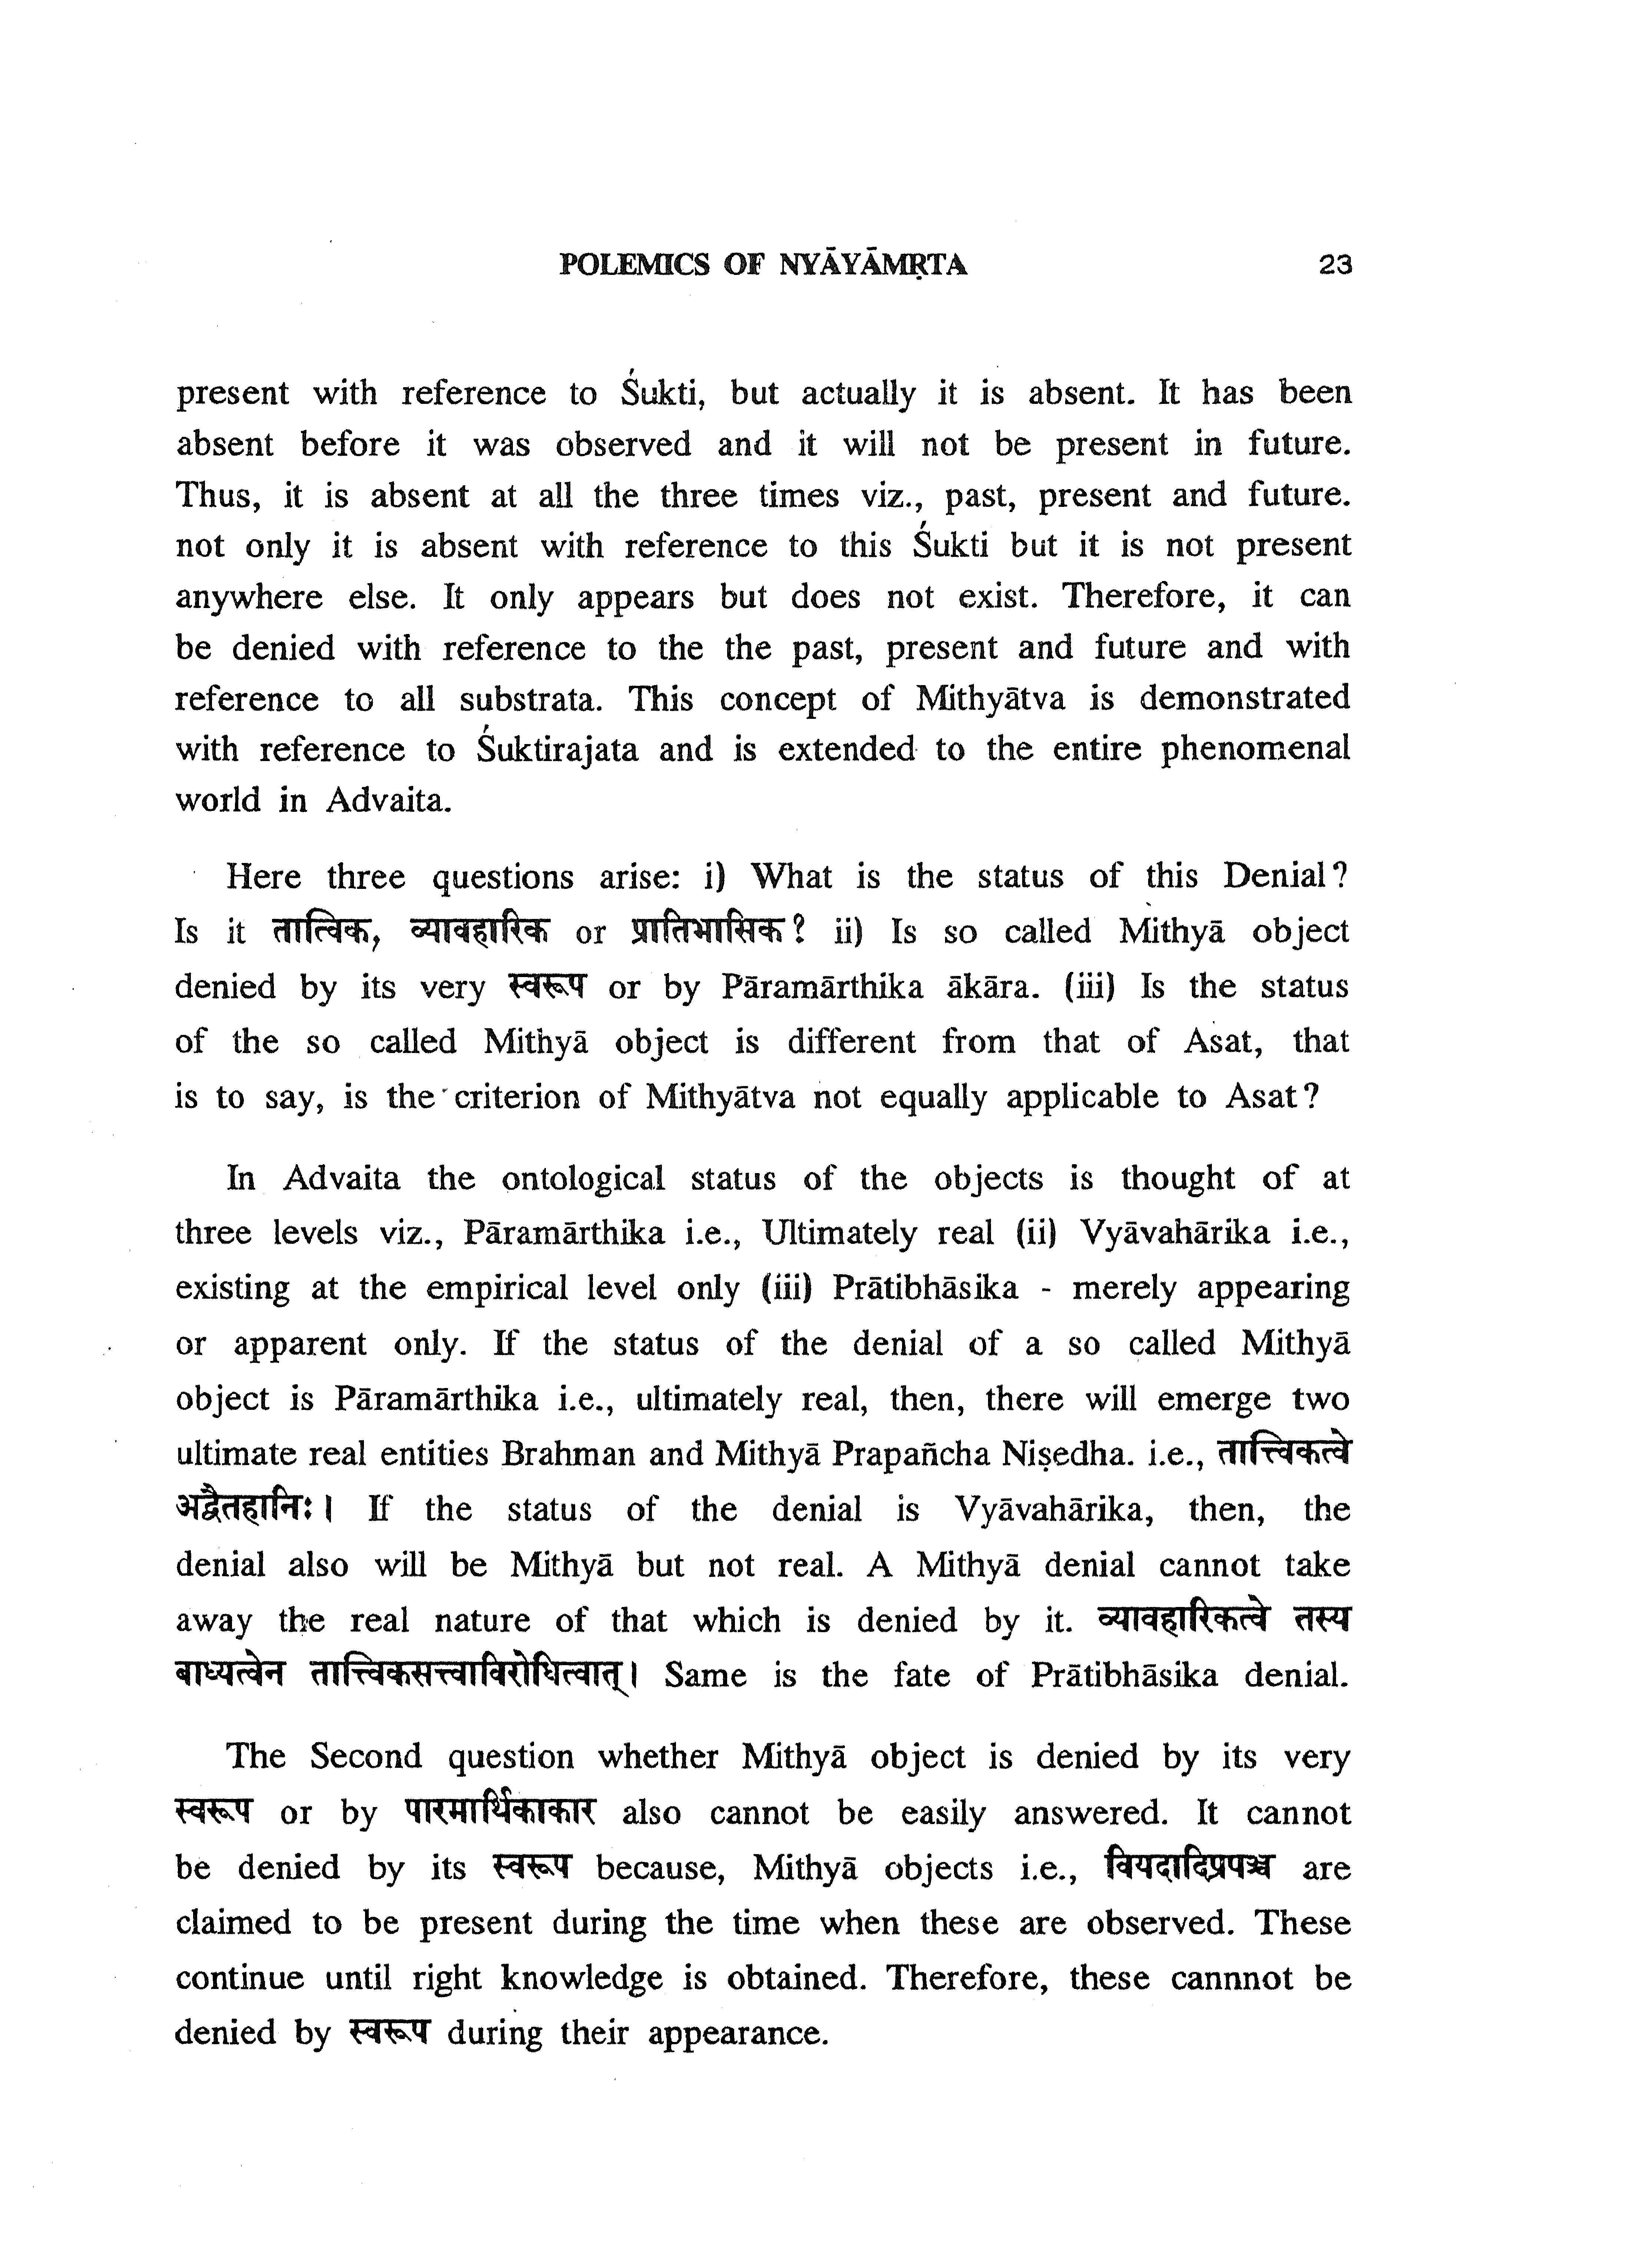 POLEMICS OF NYĀYĀMṚTA 23
present with reference to Śukti, but actually it is absent. It has been
absent before it was observed and it will not be present in future.
Thus, it is absent at all the three times viz., past, present and future.
not only it is absent with reference to this Śukti but it is not present
anywhere else. It only appears but does not exist. Therefore, it can
be denied with reference to the the past, present and future and with
reference to all substrata. This concept of Mithyātva is demonstrated
with reference to Śuktirajata and is extended to the entire phenomenal
world in Advaita.
Here three questions arise: i) What is the status of this Denial?
Is it तात्विक, व्यावहारिक or प्रातिभासिक? ii) Is so called Mithyā object
denied by its very स्वरूप or by Pāramārthika ākāra. (iii) Is the status
of the so called Mithyā object is different from that of Asat, that
is to say, is the criterion of Mithyātva not equally applicable to Asat?
In Advaita the ontological status of the objects is thought of at
three levels viz., Pāramārthika i.e., Ultimately real (ii) Vyāvahārika i.e.,
existing at the empirical level only (iii) Prātibhāsika - merely appearing
or apparent only. If the status of the denial of a so called Mithyā
object is Pāramārthika i.e., ultimately real, then, there will emerge two
ultimate real entities Brahman and Mithyā Prapañcha Niṣedha. i.e., तात्त्विकत्वे
अद्वैतहानिः। If the status of the denial is Vyāvahārika, then, the
denial also will be Mithyā but not real. A Mithyā denial cannot take
away the real nature of that which is denied by it. व्यावहारिकत्वे तस्य
बाध्यत्वेन तात्त्विकसत्त्वाविरोधित्वात्। Same is the fate of Prātibhāsika denial.
The Second question whether Mithyā object is denied by its very
स्वरूप or by पारमार्थिकाकार also cannot be easily answered. It cannot
be denied by its स्वरूप because, Mithyā objects i.e., वियदादिप्रपञ्च are
claimed to be present during the time when these are observed. These
continue until right knowledge is obtained. Therefore, these cannnot be
denied by स्वरूप during their appearance.